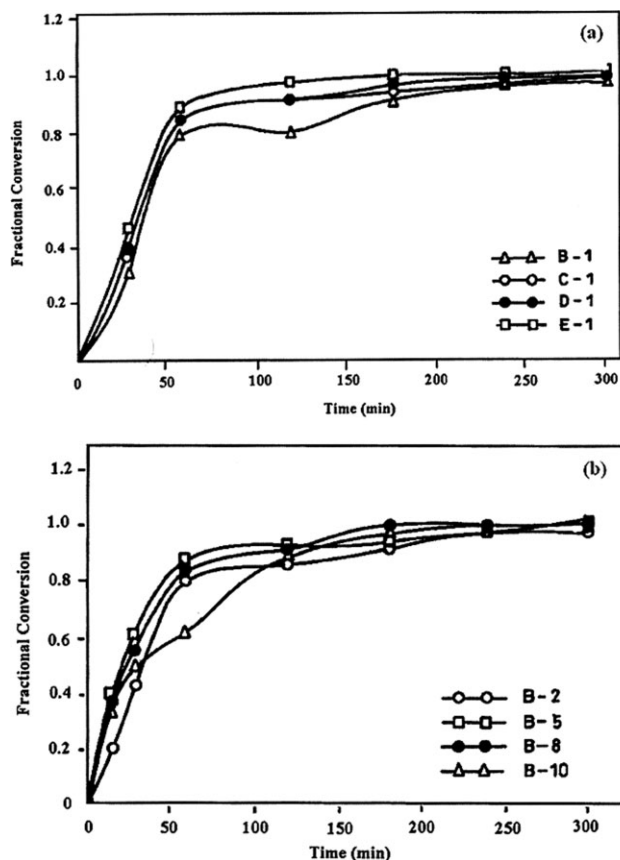 (a)
1.2
1.0
0.8
0.6
0.4
0.2
Fractional Conversion
B-1
C-1
D-1
E-1
0 50 100 150 200 250 300
Time (min)
(b)
1.2
1.0
0.8
0.6
0.4
0.2
0
Fractional Conversion
B-2
B-5
B-8
B-10
0 50 100 150 200 250 300
Time (min)